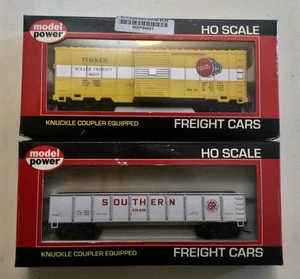 model
power
HO SCALE
TIMKEN
ROLLER FREIGHT
KNUCKLE COUPLER EQUIPPED
FREIGHT CARS
model
power
HO SCALE
SOUTHERN
KNUCKLE COUPLER EQUIPPED
FREIGHT CARS